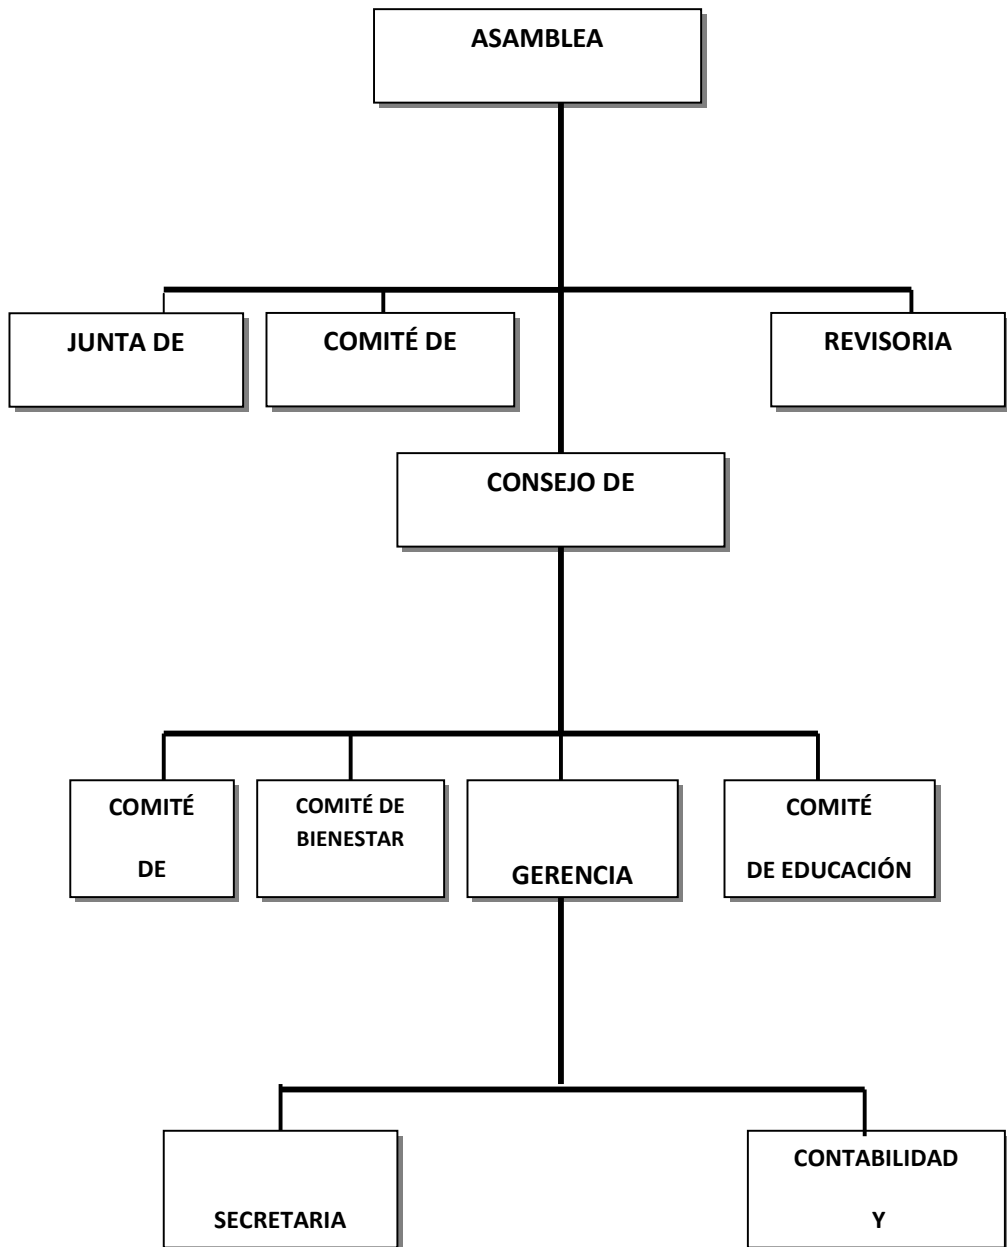 ASAMBLEA
JUNTA DE
COMITÉ DE
REVISORIA
CONSEJO DE
COMITÉ
DE
COMITÉ DE
BIENESTAR
GERENCIA
COMITÉ
DE EDUCACIÓN
SECRETARIA
CONTABILIDAD
Y